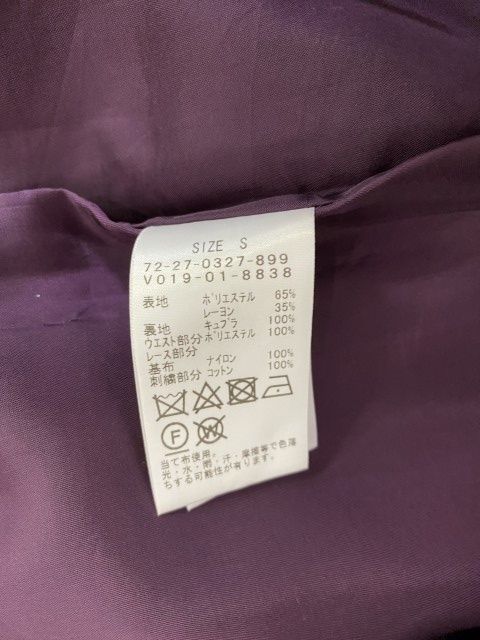 SIZE S
72-27-0327-899
V019-01-8838
表地 ポリエステル 65%
レーヨン 35%
裏地 キュプラ 100%
ウエスト部分 ポリエステル 100%
レース部分
基布 ナイロン 100%
刺繍部分 コットン 100%
F W
当て布使用。
光・水・雨・汗・摩擦等で色落
ちする可能性が有ります。